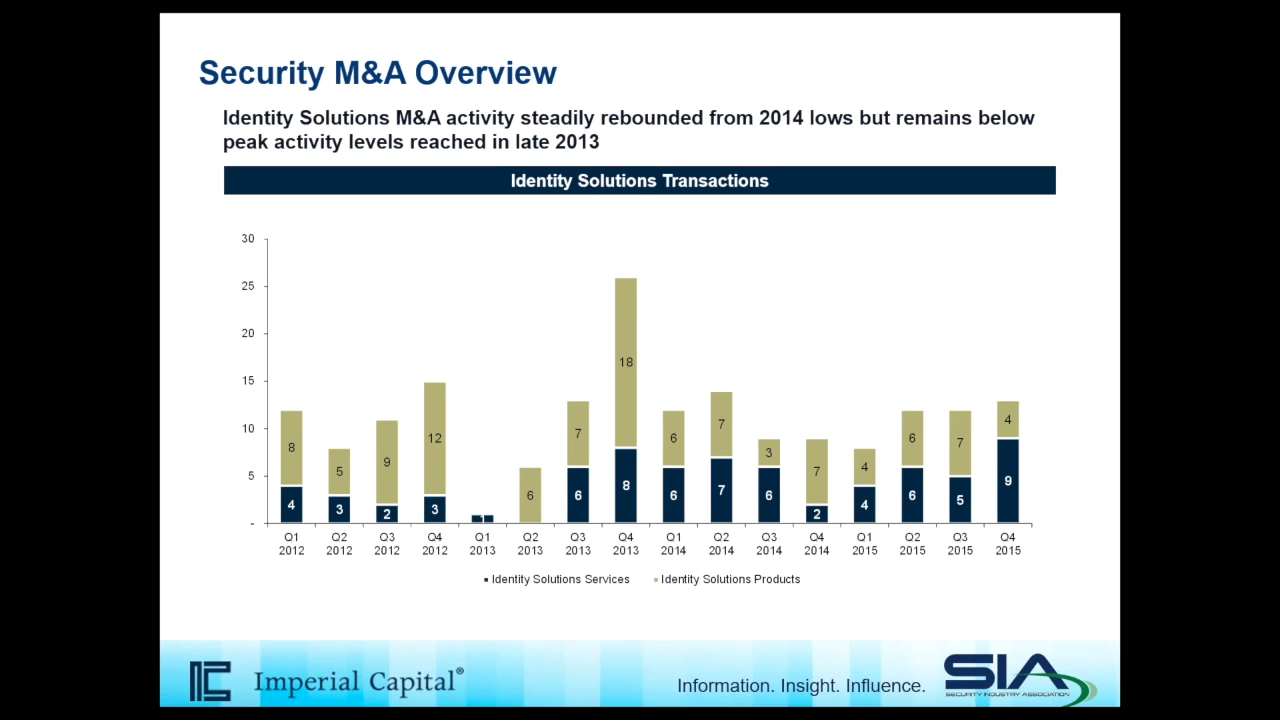 Security M&A Overview
Identity Solutions M&A activity steadily rebounded from 2014 lows but remains below
peak activity levels reached in late 2013
Identity Solutions Transactions
30
25
20
15
10
5
-
8 5 9 12 6 7 18 6 7 3 7 4 6 7 4
4 3 2 3 1 6 8 6 7 6 2 4 6 5 9
Q1 Q2 Q3 Q4 Q1 Q2 Q3 Q4 Q1 Q2 Q3 Q4 Q1 Q2 Q3 Q4
2012 2012 2012 2012 2013 2013 2013 2013 2014 2014 2014 2014 2015 2015 2015 2015
Identity Solutions Services Identity Solutions Products
Imperial Capital®
Information. Insight. Influence.
SIA
SECURITY INDUSTRY ASSOCIATION